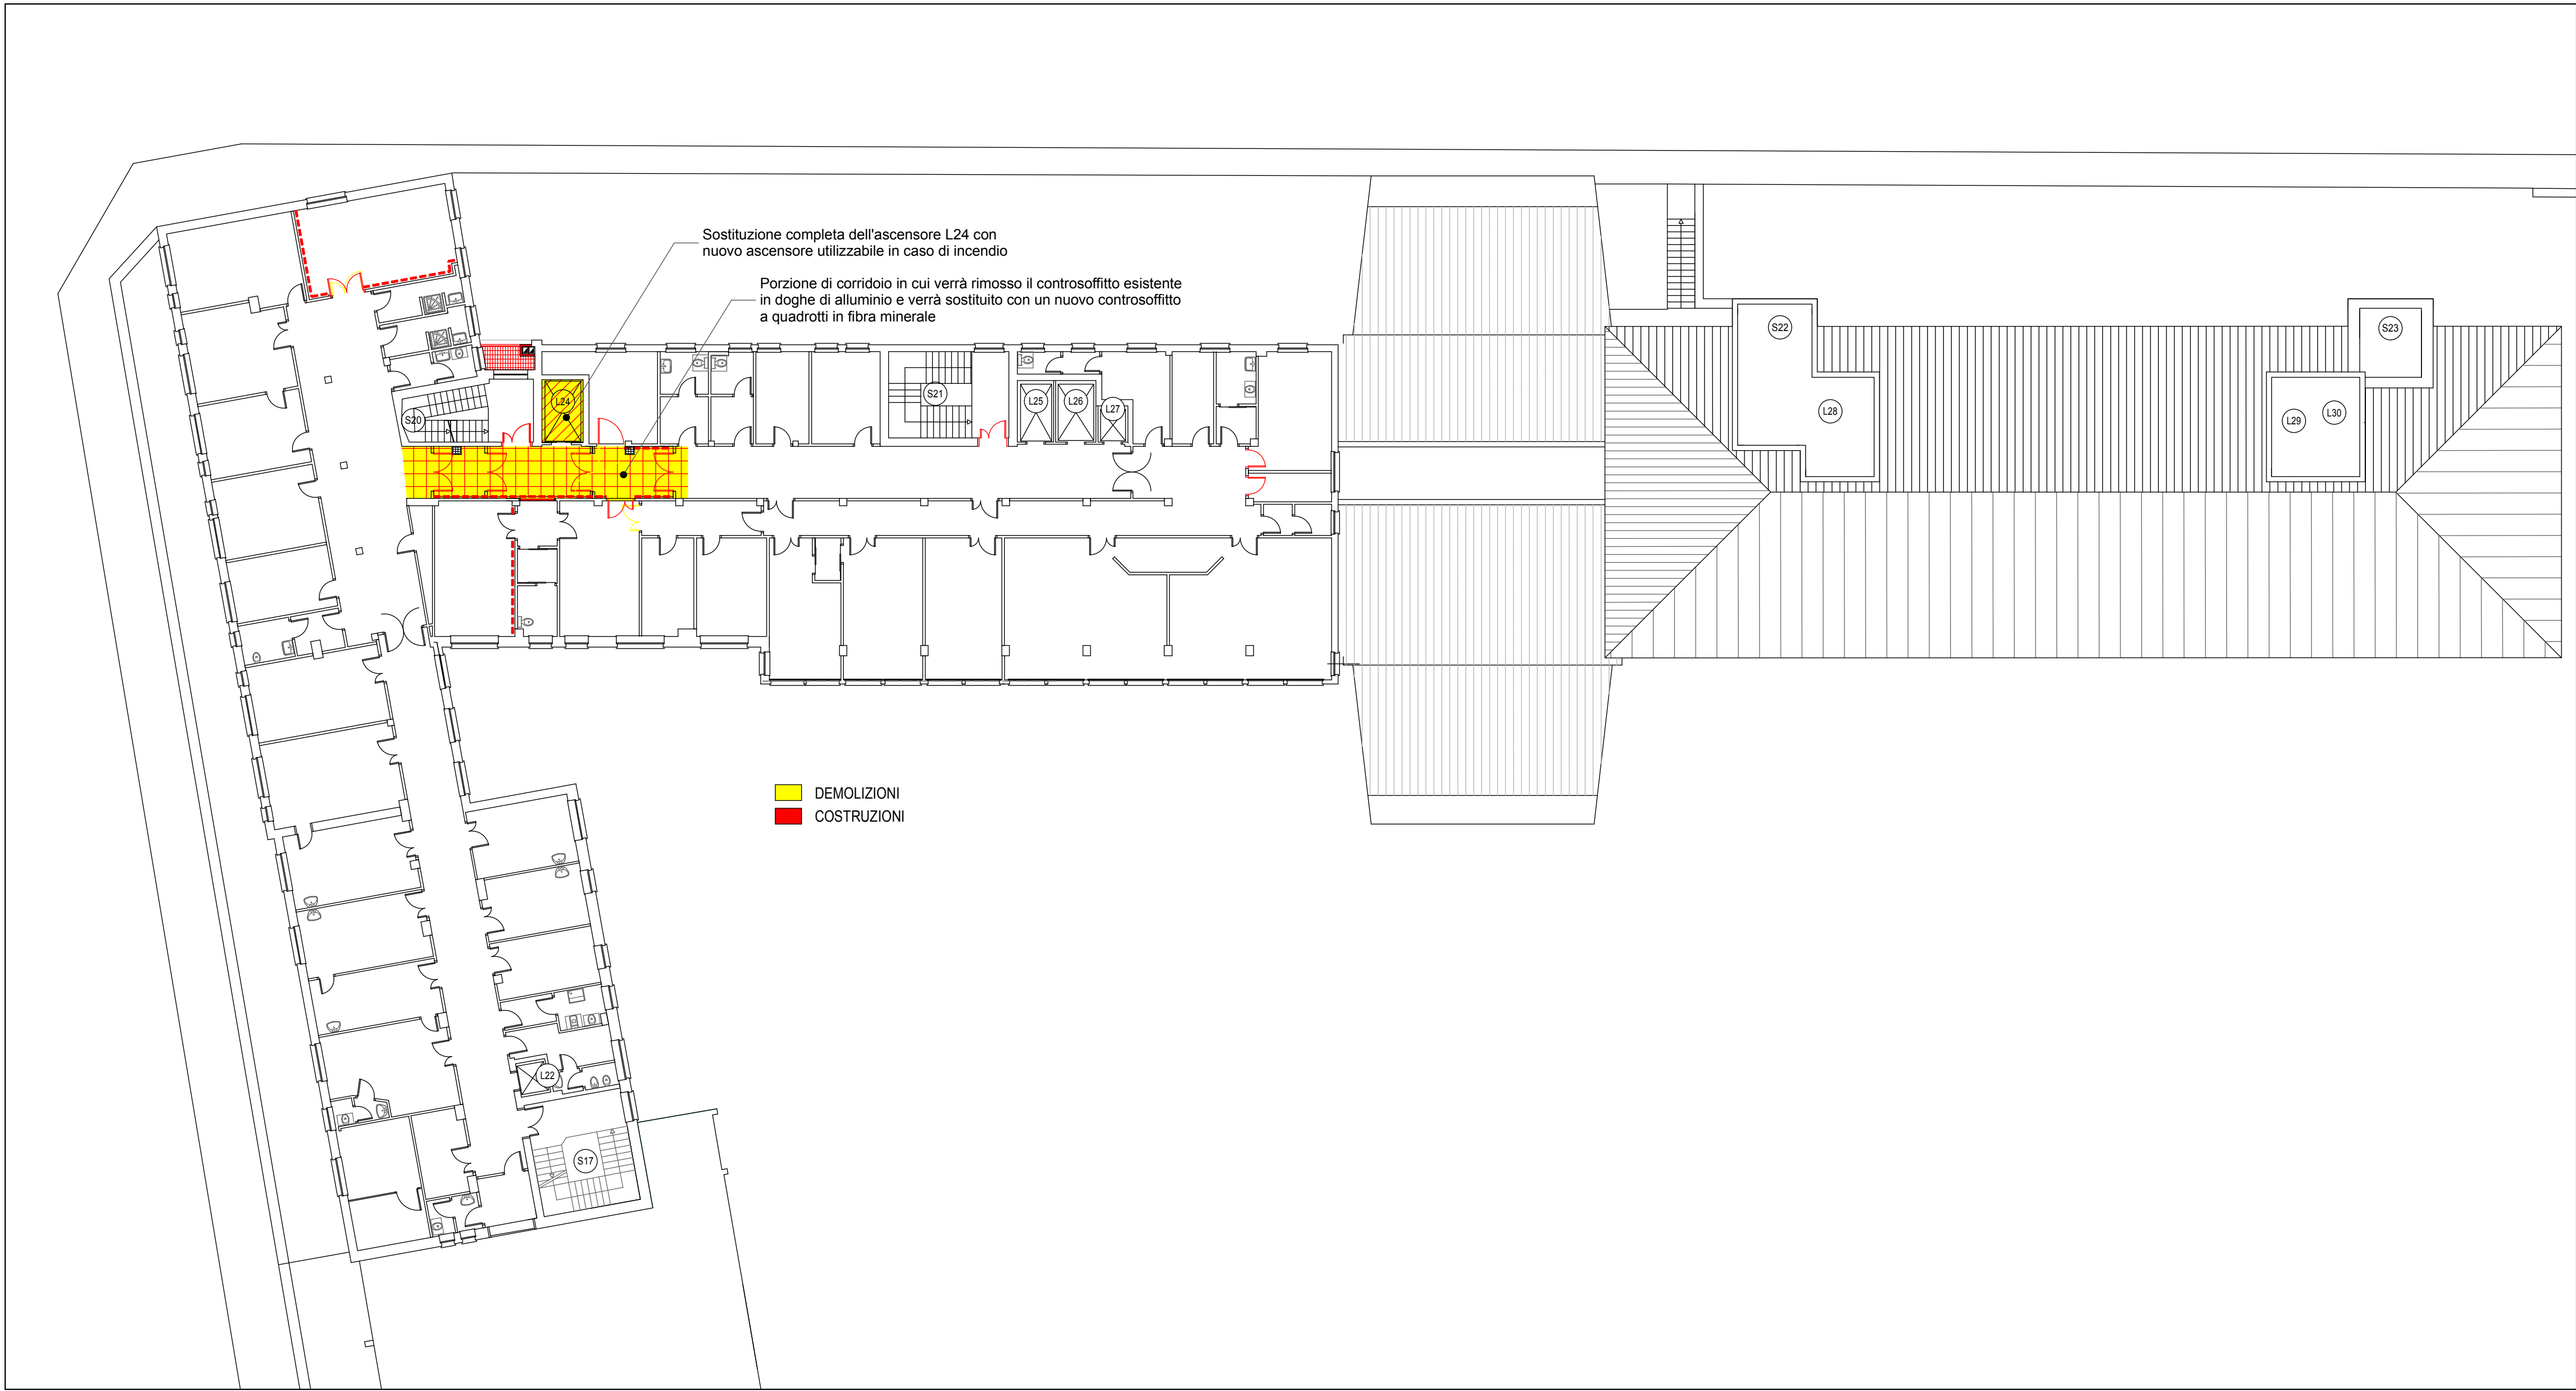 Sostituzione completa dell'ascensore L24 con
nuovo ascensore utilizzabile in caso di incendio
Porzione di corridoio in cui verrà rimosso il controsoffitto esistente
in doghe di alluminio e verrà sostituito con un nuovo controsoffitto
a quadrotti in fibra minerale
S22
S23
S20
L24
S21
L25
L26
L27
L28
L29
L30
DEMOLIZIONI
COSTRUZIONI
L22
S17